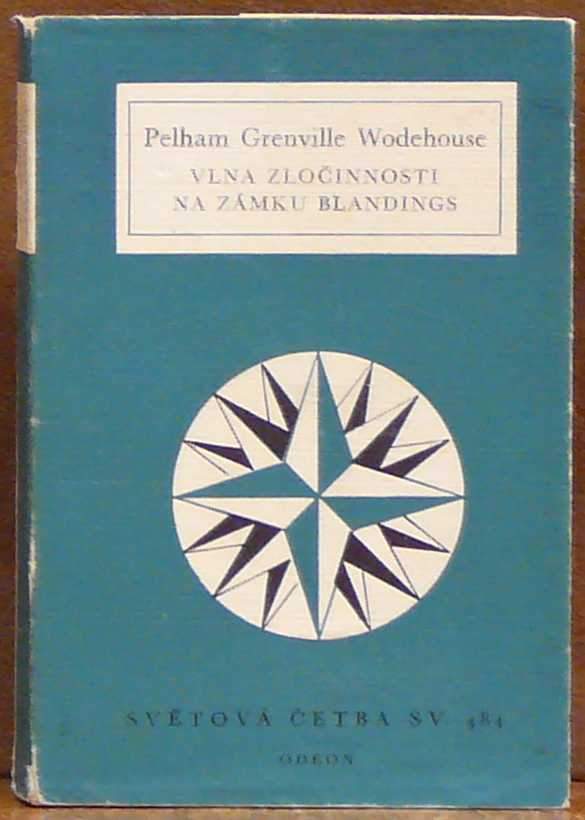 Pelham Grenville Wodehouse
VLNA ZLOČINNOSTI
NA ZÁMKU BLANDINGS
SVĚTOVÁ ČETBA SV 484
ODEON